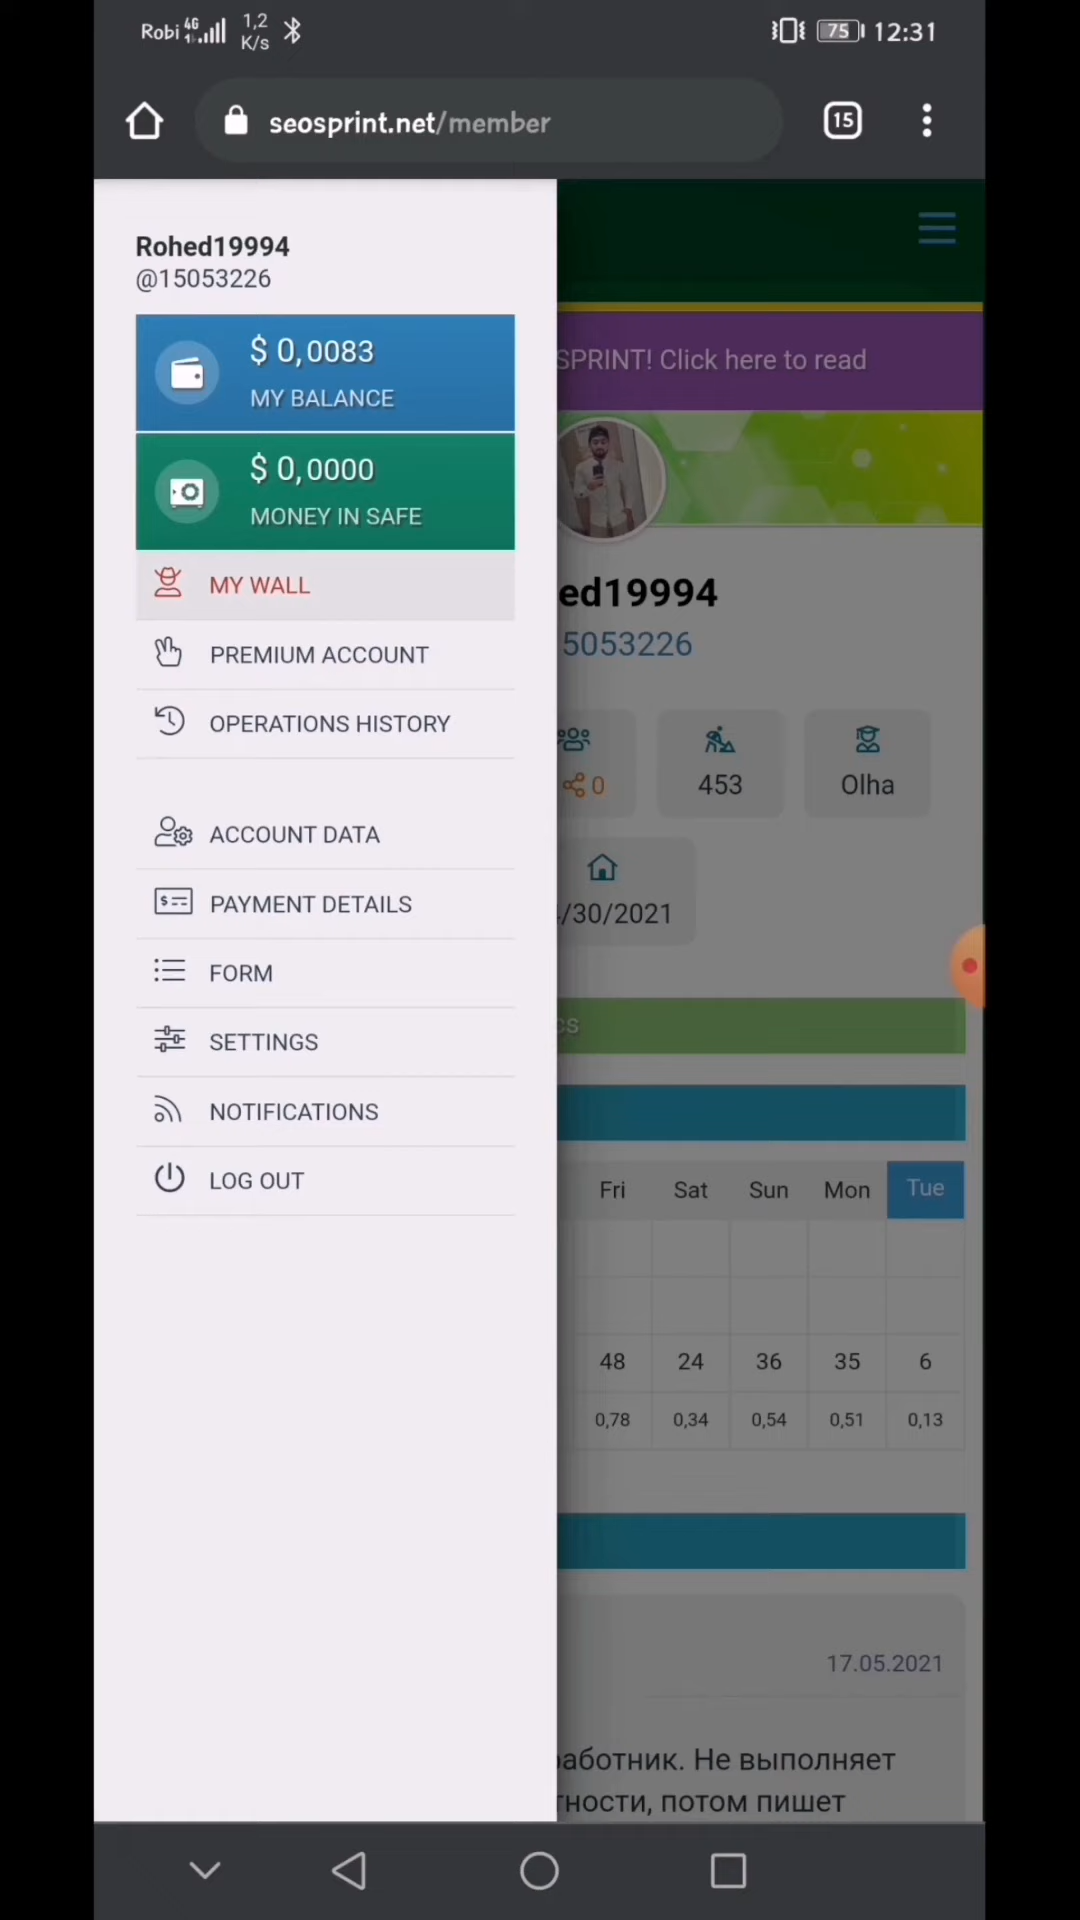 Robi 4G 1,2 K/s 75 12:31
seosprint.net/member 15
Rohed19994
@15053226
$ 0,0083
MY BALANCE
$ 0,0000
MONEY IN SAFE
MY WALL
PREMIUM ACCOUNT
OPERATIONS HISTORY
ACCOUNT DATA
PAYMENT DETAILS
FORM
SETTINGS
NOTIFICATIONS
LOG OUT
SPRINT! Click here to read
ed19994
5053226
0 453 Olha
/30/2021
cs
Fri Sat Sun Mon Tue
48 24 36 35 6
0,78 0,34 0,54 0,51 0,13
17.05.2021
работник. Не выполняет
тности, потом пишет